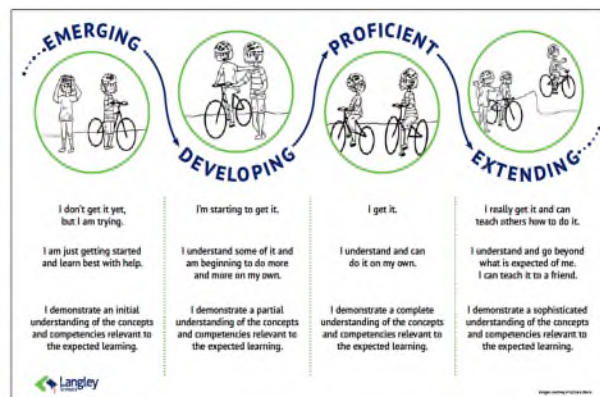 EMERGING
DEVELOPING
PROFICIENT
EXTENDING
I don't get it yet,
but I am trying.
I am just getting started
and learn best with help.
I demonstrate an initial
understanding of the concepts
and competencies relevant to
the expected learning.
I'm starting to get it.
I understand some of it and
am beginning to do more
and more on my own.
I demonstrate a partial
understanding of the concepts
and competencies relevant to
the expected learning.
I get it.
I understand and can
do it on my own.
I demonstrate a complete
understanding of the concepts
and competencies relevant to
the expected learning.
I really get it and can
teach others how to do it.
I understand and go beyond
what is expected of me.
I can teach it to a friend.
I demonstrate a sophisticated
understanding of the concepts
and competencies relevant to
the expected learning.
Langley